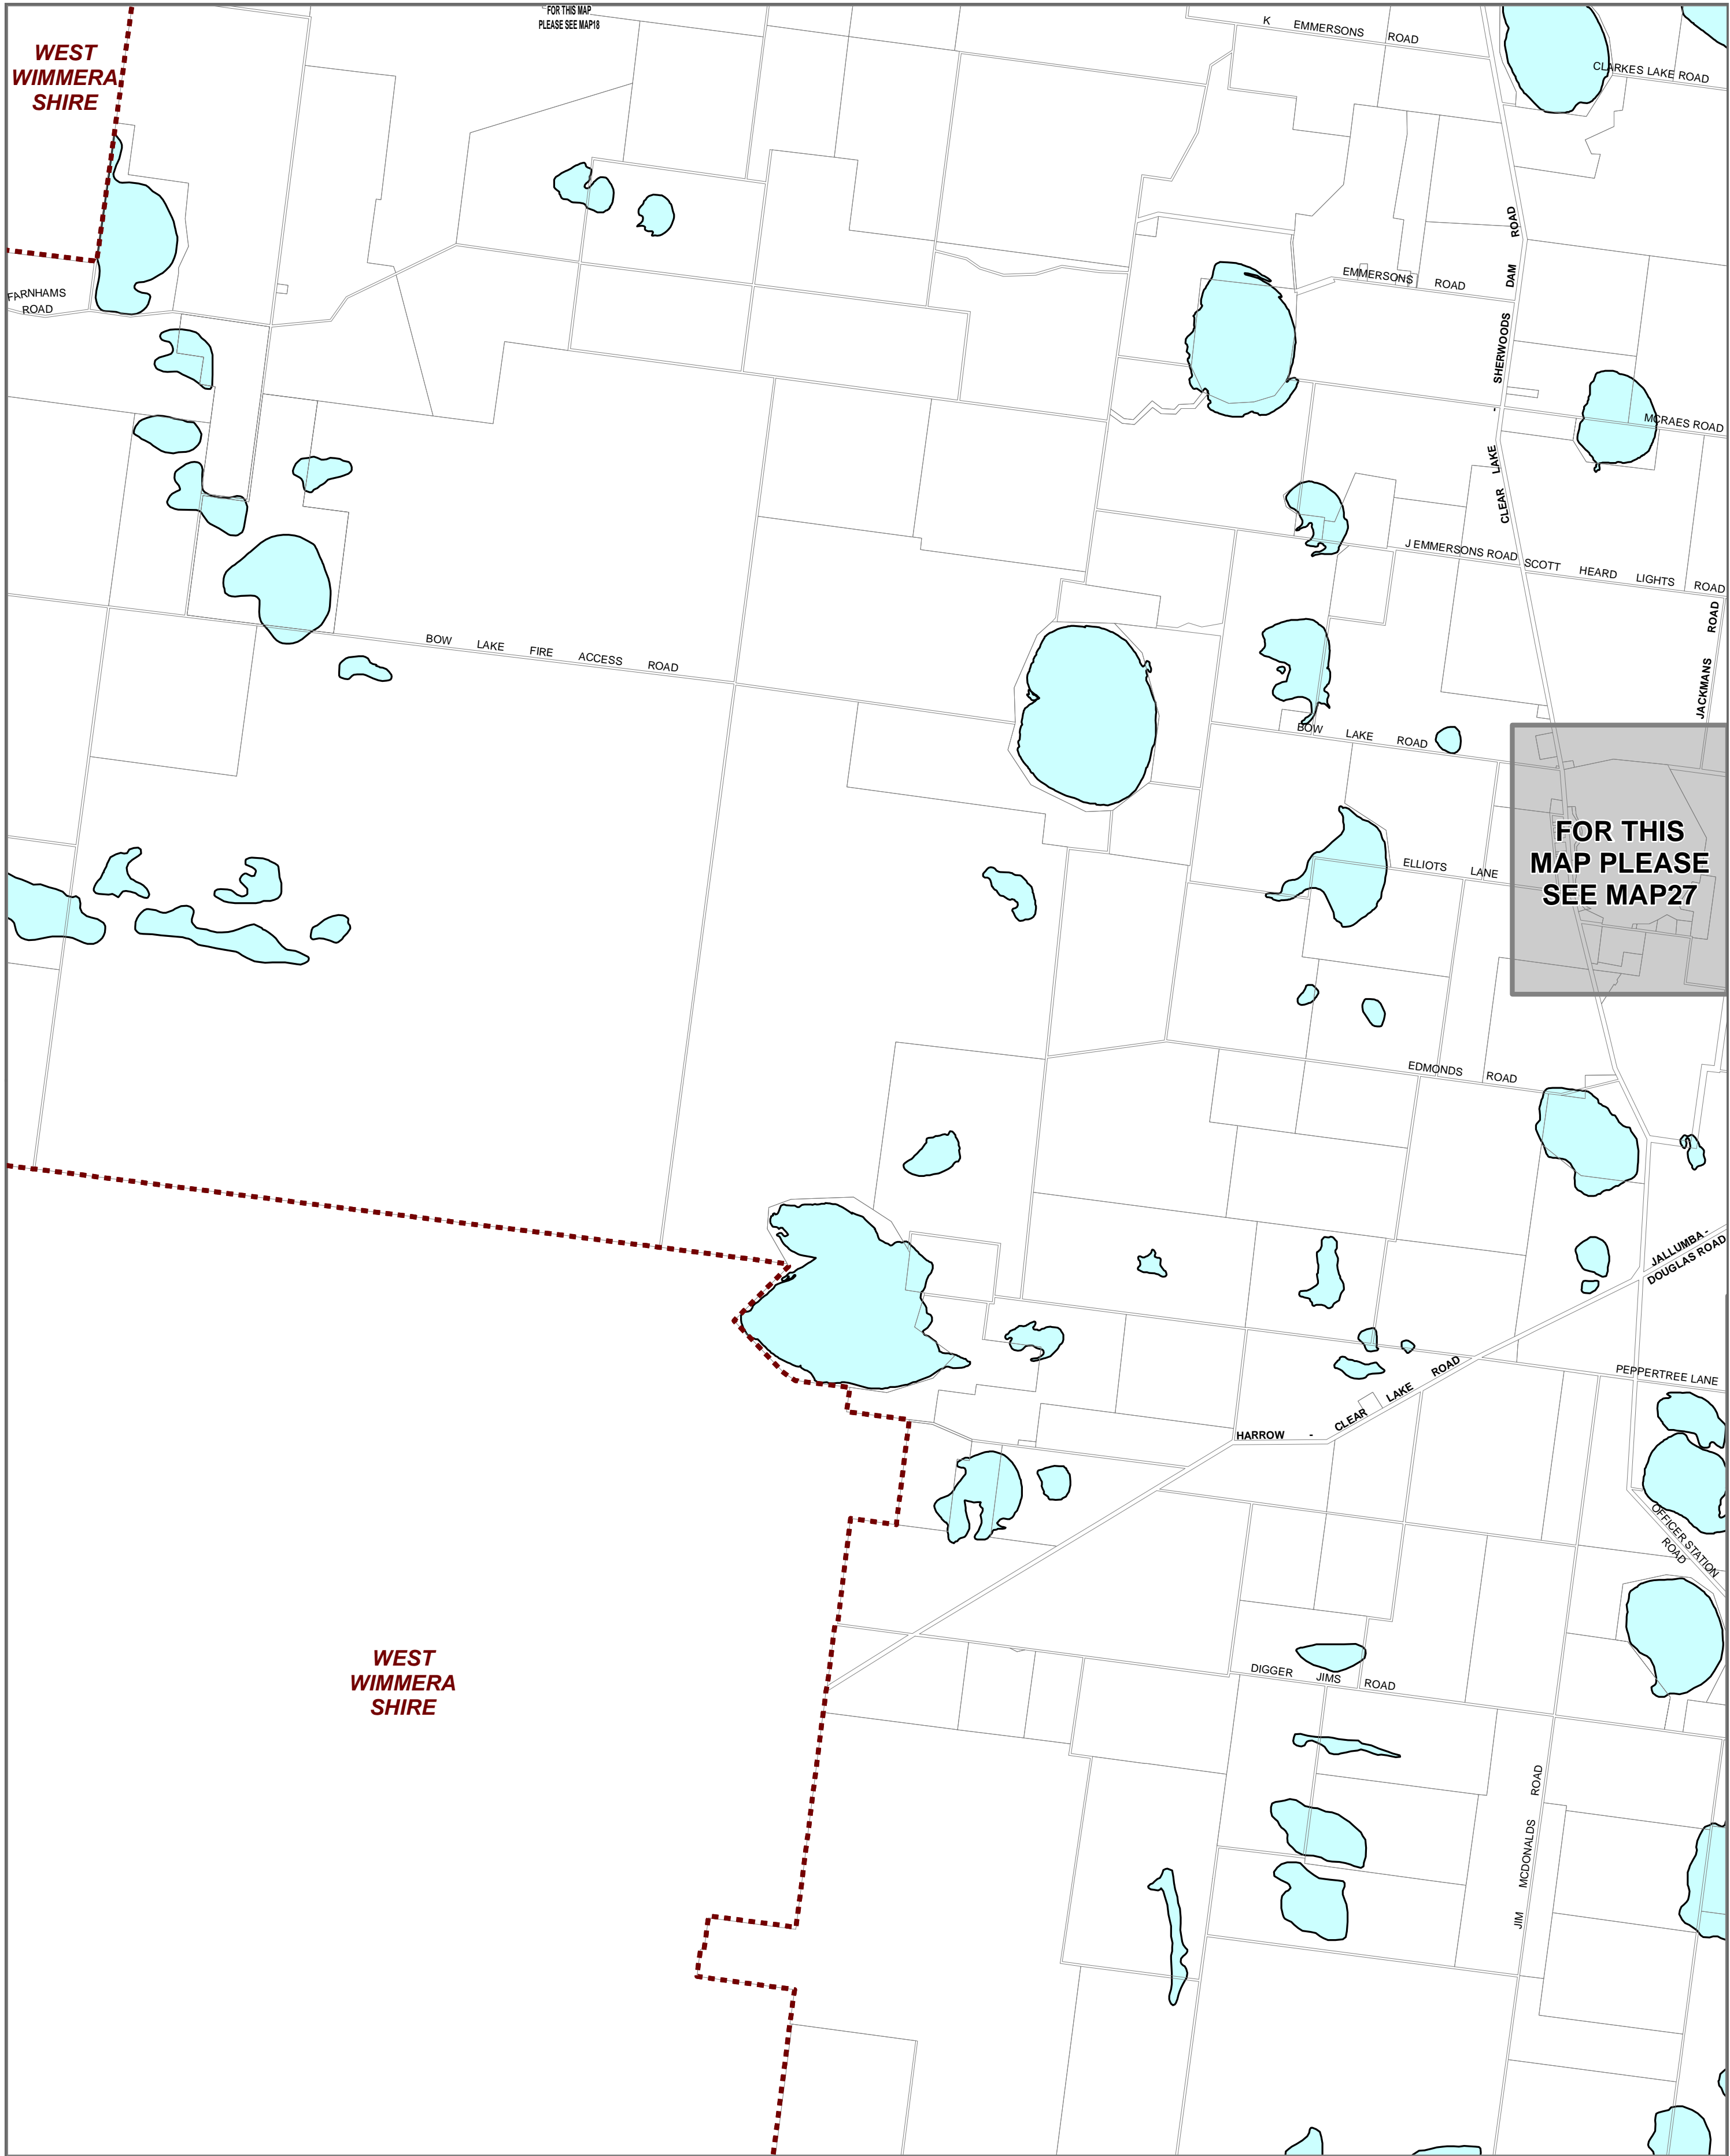 FOR THIS MAP
PLEASE SEE MAP18
K EMMERSONS ROAD
WEST
WIMMERA
SHIRE
CLARKES LAKE ROAD
EMMERSONS ROAD
FARNHAMS
ROAD
CLEAR LAKE - SHERWOODS DAM ROAD
MCRAES ROAD
J EMMERSONS ROAD
SCOTT HEARD LIGHTS ROAD
JACKMANS ROAD
BOW LAKE FIRE ACCESS ROAD
BOW LAKE ROAD
FOR THIS
MAP PLEASE
SEE MAP27
ELLIOTS LANE
EDMONDS ROAD
JALLUMBA -
DOUGLAS ROAD
PEPPERTREE LANE
HARROW - CLEAR LAKE ROAD
OFFICER STATION
ROAD
WEST
WIMMERA
SHIRE
DIGGER JIMS ROAD
JIM MCDONALDS ROAD